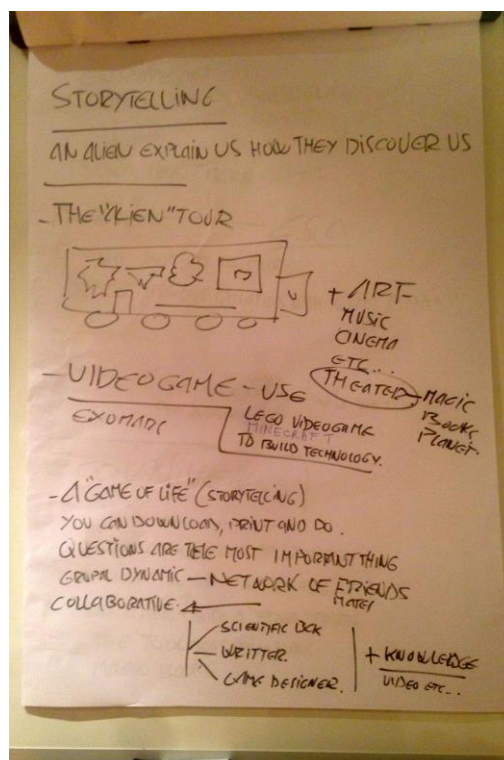 STORYTELLING
AN ALIEN EXPLAIN US HOW THEY DISCOVER US
- THE "ALIEN" TOUR
+ ART
MUSIC
CINEMA
ETC...
THEATER - MAGIC
BOOKS
PLANET.
- VIDEOGAME - USE
LEGO VIDEOGAME
MINECRAFT
TO BUILD TECHNOLOGY.
- A "GAME OF LIFE" (STORYTELLING)
YOU CAN DOWNLOAD, PRINT AND DO.
QUESTIONS ARE THE MOST IMPORTANT THING
GRUPAL DYNAMIC - NETWORK OF FRIENDS
COLLABORATIVE.
SCIENTIFIC
WRITTER.
GAME DESIGNER.
+ KNOWLEDGE
VIDEO ETC...